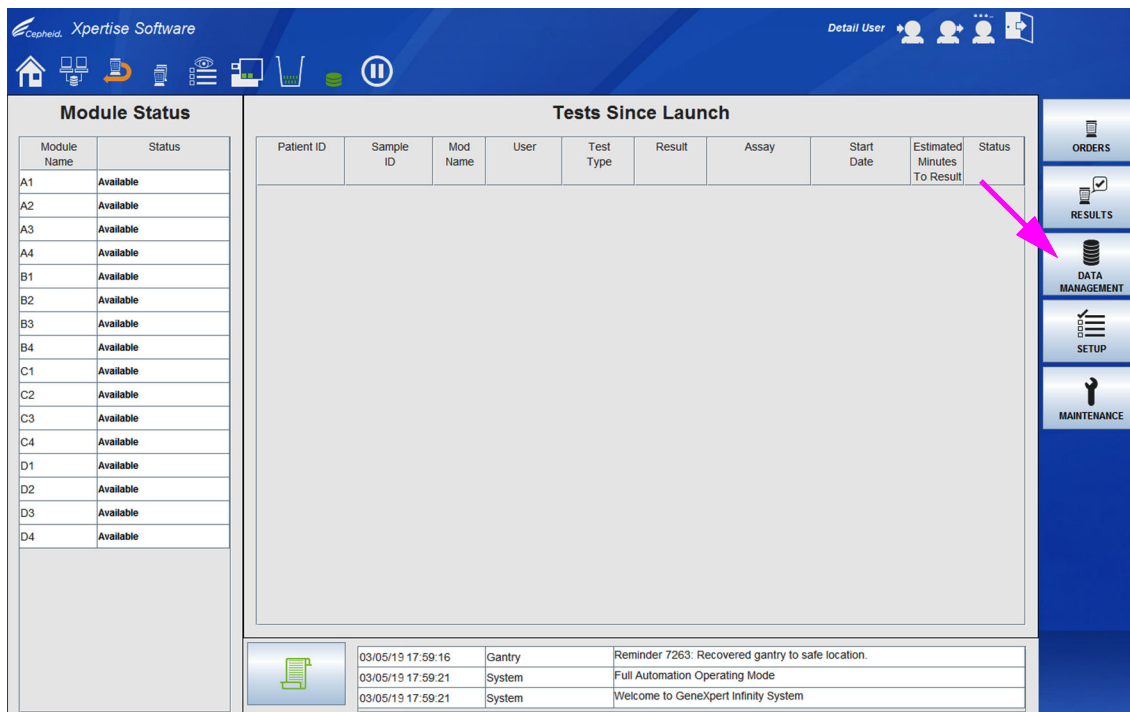 Cepheid. Xpertise Software
Detail User
Module Status
Module Name Status
A1 Available
A2 Available
A3 Available
A4 Available
B1 Available
B2 Available
B3 Available
B4 Available
C1 Available
C2 Available
C3 Available
C4 Available
D1 Available
D2 Available
D3 Available
D4 Available
Tests Since Launch
Patient ID Sample ID Mod Name User Test Type Result Assay Start Date Estimated Minutes To Result Status
ORDERS
RESULTS
DATA
MANAGEMENT
SETUP
MAINTENANCE
03/05/19 17:59:16 Gantry Reminder 7263: Recovered gantry to safe location.
03/05/19 17:59:21 System Full Automation Operating Mode
03/05/19 17:59:21 System Welcome to GeneXpert Infinity System